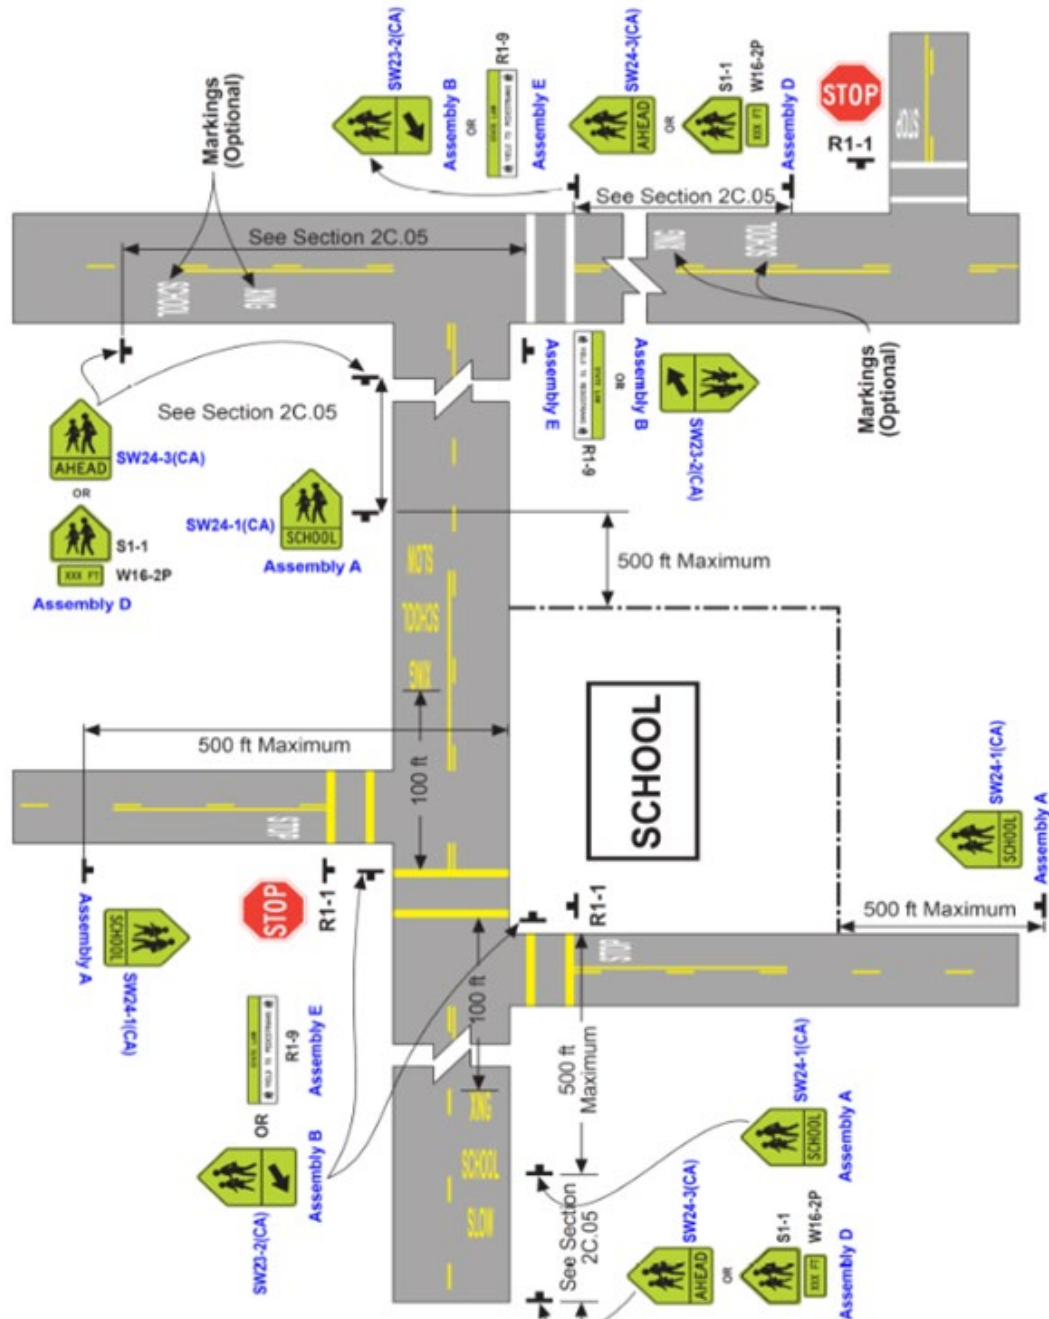 SW23-2(CA)
Assembly B
OR
R1-9
Assembly E
SW24-3(CA)
AHEAD
OR
S1-1
W16-2P
XXX FT
Assembly D
STOP
R1-1
STOP
Markings
(Optional)
See Section 2C.05
See Section 2C.05
SCHOOL
XING
XING
SCHOOL
Markings
(Optional)
Assembly E
STATE LAW
R1-9
OR
Assembly B
SW23-2(CA)
See Section 2C.05
AHEAD
SW24-3(CA)
OR
S1-1
XXX FT
W16-2P
Assembly D
SW24-1(CA)
SCHOOL
Assembly A
SLOW
SCHOOL
XING
500 ft Maximum
SCHOOL
500 ft Maximum
100 ft
STOP
STOP
R1-1
Assembly A
SCHOOL
SW24-1(CA)
SW24-1(CA)
SCHOOL
Assembly A
500 ft Maximum
R1-1
STOP
100 ft
R1-9
Assembly E
OR
Assembly B
SW23-2(CA)
500 ft
Maximum
XING
SCHOOL
SLOW
SW24-1(CA)
SCHOOL
Assembly A
See Section
2C.05
SW24-3(CA)
AHEAD
OR
S1-1
W16-2P
XXX FT
Assembly D